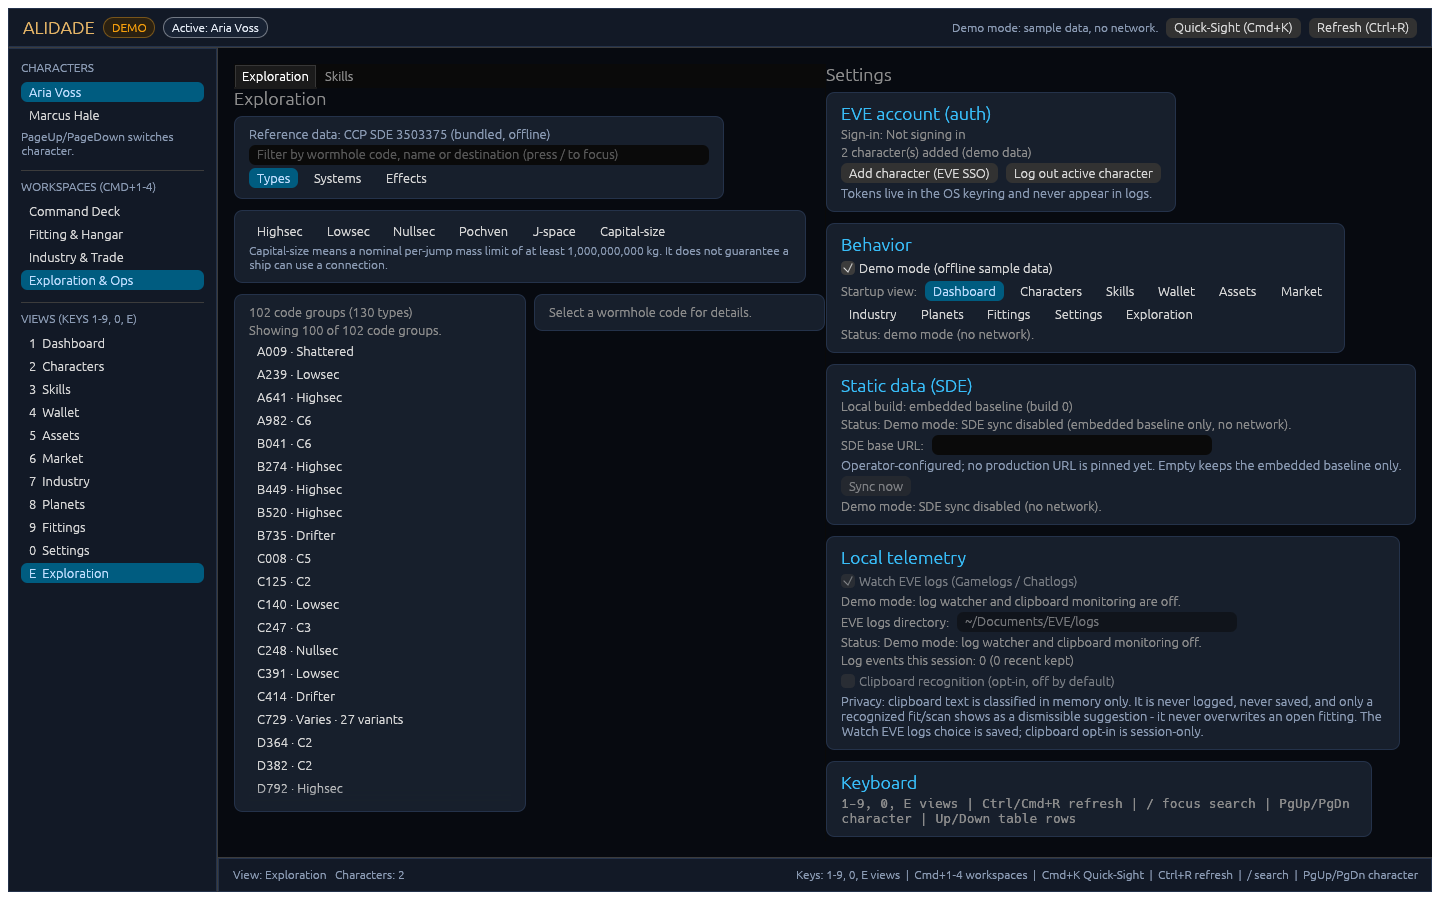 ALIDADE DEMO Active: Aria Voss
Demo mode: sample data, no network. Quick-Sight (Cmd+K) Refresh (Ctrl+R)
CHARACTERS
Aria Voss
Marcus Hale
PageUp/PageDown switches
character.
WORKSPACES (CMD+1-4)
Command Deck
Fitting & Hangar
Industry & Trade
Exploration & Ops
VIEWS (KEYS 1-9, 0, E)
1 Dashboard
2 Characters
3 Skills
4 Wallet
5 Assets
6 Market
7 Industry
8 Planets
9 Fittings
0 Settings
E Exploration
Exploration Skills
Exploration
Reference data: CCP SDE 3503375 (bundled, offline)
Filter by wormhole code, name or destination (press / to focus)
Types Systems Effects
Highsec Lowsec Nullsec Pochven J-space Capital-size
Capital-size means a nominal per-jump mass limit of at least 1,000,000,000 kg. It does not guarantee a
ship can use a connection.
102 code groups (130 types)
Showing 100 of 102 code groups.
A009 · Shattered
A239 · Lowsec
A641 · Highsec
A982 · C6
B041 · C6
B274 · Highsec
B449 · Highsec
B520 · Highsec
B735 · Drifter
C008 · C5
C125 · C2
C140 · Lowsec
C247 · C3
C248 · Nullsec
C391 · Lowsec
C414 · Drifter
C729 · Varies · 27 variants
D364 · C2
D382 · C2
D792 · Highsec
Select a wormhole code for details.
Settings
EVE account (auth)
Sign-in: Not signing in
2 character(s) added (demo data)
Add character (EVE SSO) Log out active character
Tokens live in the OS keyring and never appear in logs.
Behavior
Demo mode (offline sample data)
Startup view: Dashboard Characters Skills Wallet Assets Market
Industry Planets Fittings Settings Exploration
Status: demo mode (no network).
Static data (SDE)
Local build: embedded baseline (build 0)
Status: Demo mode: SDE sync disabled (embedded baseline only, no network).
SDE base URL:
Operator-configured; no production URL is pinned yet. Empty keeps the embedded baseline only.
Sync now
Demo mode: SDE sync disabled (no network).
Local telemetry
Watch EVE logs (Gamelogs / Chatlogs)
Demo mode: log watcher and clipboard monitoring are off.
EVE logs directory: ~/Documents/EVE/logs
Status: Demo mode: log watcher and clipboard monitoring off.
Log events this session: 0 (0 recent kept)
Clipboard recognition (opt-in, off by default)
Privacy: clipboard text is classified in memory only. It is never logged, never saved, and only a
recognized fit/scan shows as a dismissible suggestion - it never overwrites an open fitting. The
Watch EVE logs choice is saved; clipboard opt-in is session-only.
Keyboard
1-9, 0, E views | Ctrl/Cmd+R refresh | / focus search | PgUp/PgDn
character | Up/Down table rows
View: Exploration Characters: 2
Keys: 1-9, 0, E views | Cmd+1-4 workspaces | Cmd+K Quick-Sight | Ctrl+R refresh | / search | PgUp/PgDn character